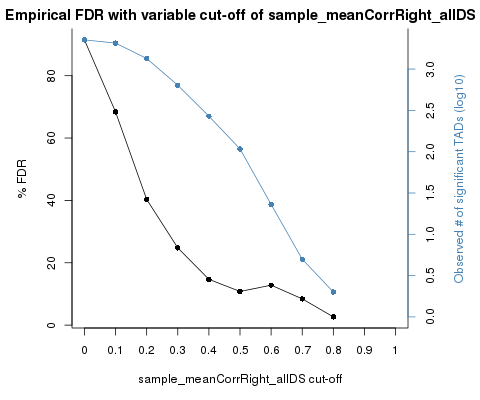 Empirical FDR with variable cut-off of sample_meanCorrRight_allDS
% FDR
0
20
40
60
80
0.0
0.5
1.0
1.5
2.0
2.5
3.0
Observed # of significant TADs (log10)
0 0.1 0.2 0.3 0.4 0.5 0.6 0.7 0.8 0.9 1
sample_meanCorrRight_allDS cut-off